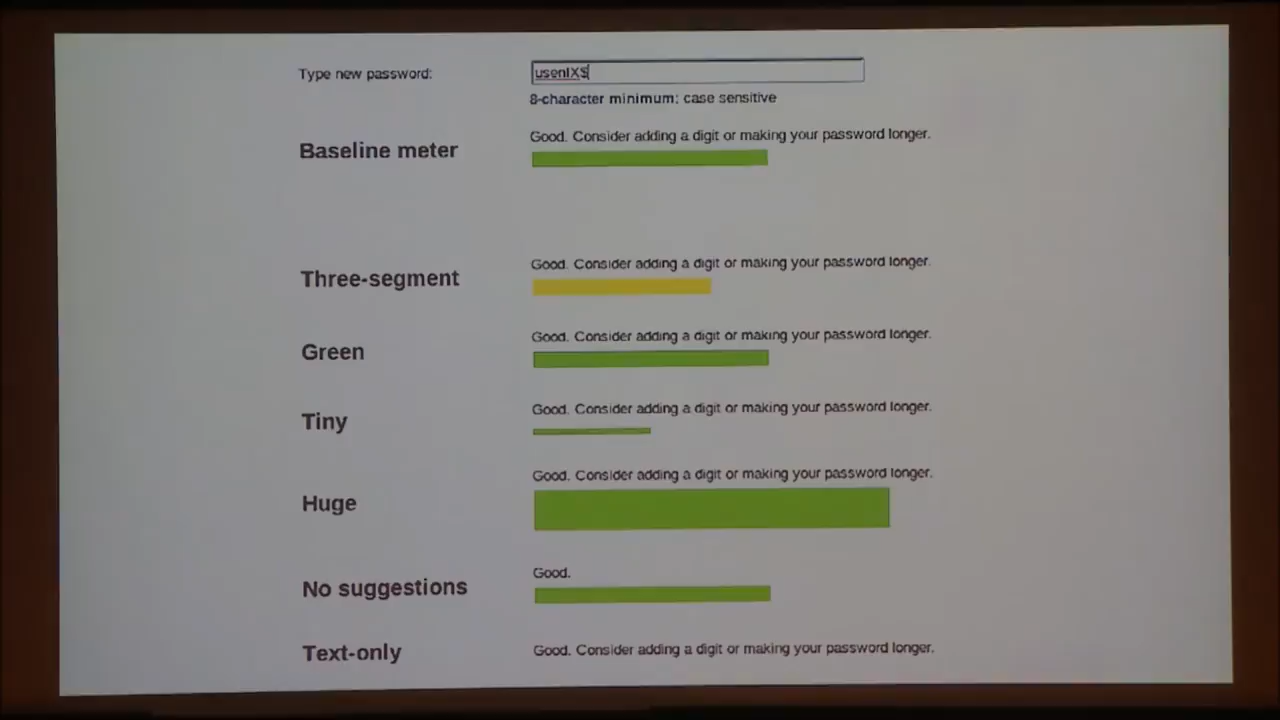 Type new password:
usenIX$
8-character minimum: case sensitive
Baseline meter
Good. Consider adding a digit or making your password longer.
Three-segment
Good. Consider adding a digit or making your password longer.
Green
Good. Consider adding a digit or making your password longer.
Tiny
Good. Consider adding a digit or making your password longer.
Huge
Good. Consider adding a digit or making your password longer.
No suggestions
Good.
Text-only
Good. Consider adding a digit or making your password longer.